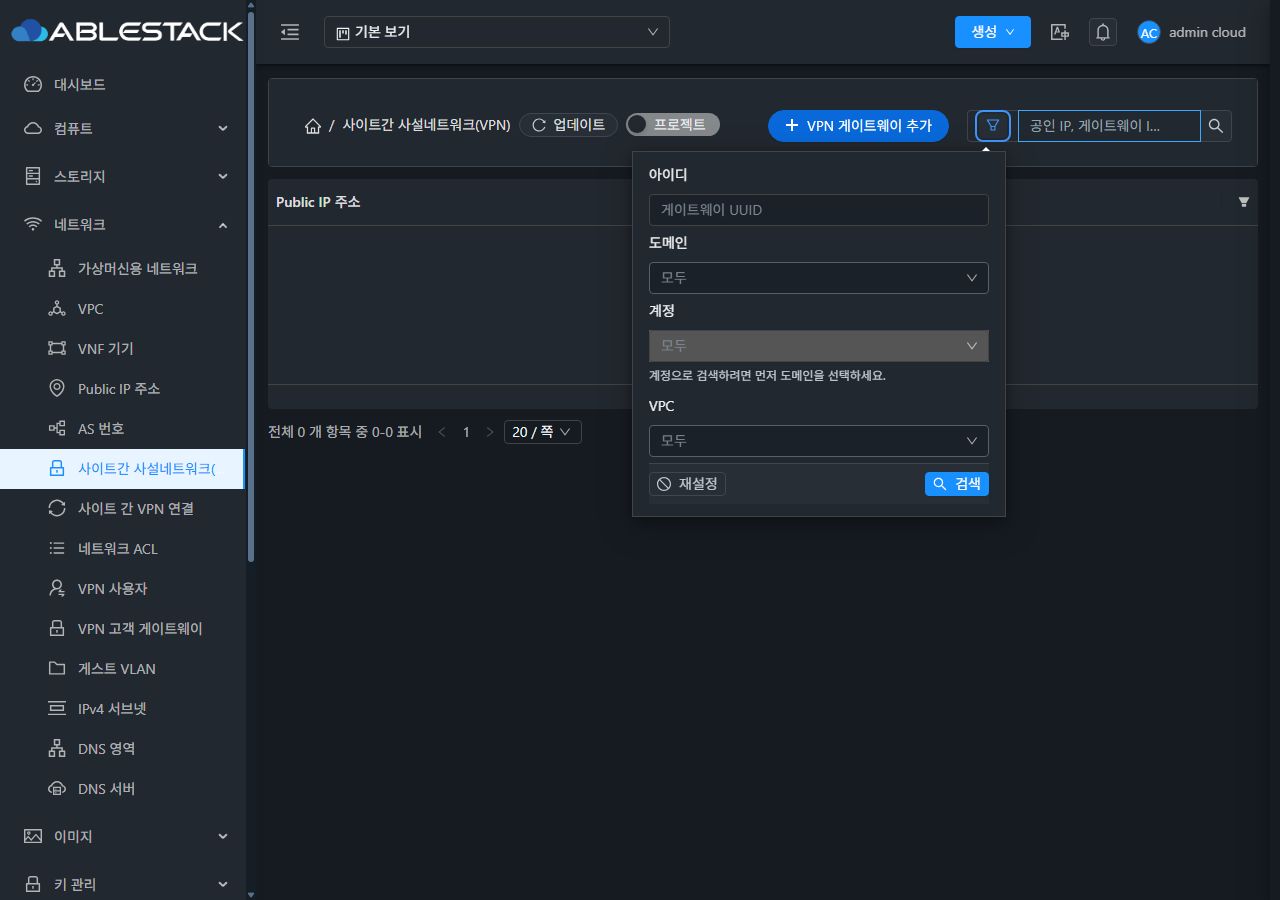 ABLESTACK
기본 보기
생성
AC
admin cloud
대시보드
컴퓨트
스토리지
네트워크
가상머신용 네트워크
VPC
VNF 기기
Public IP 주소
AS 번호
사이트간 사설네트워크(
사이트 간 VPN 연결
네트워크 ACL
VPN 사용자
VPN 고객 게이트웨이
게스트 VLAN
IPv4 서브넷
DNS 영역
DNS 서버
이미지
키 관리
/ 사이트간 사설네트워크(VPN)
업데이트
프로젝트
+ VPN 게이트웨이 추가
공인 IP, 게이트웨이 I...
Public IP 주소
전체 0 개 항목 중 0-0 표시
< 1 >
20 / 쪽
아이디
게이트웨이 UUID
도메인
모두
계정
모두
계정으로 검색하려면 먼저 도메인을 선택하세요.
VPC
모두
재설정
검색